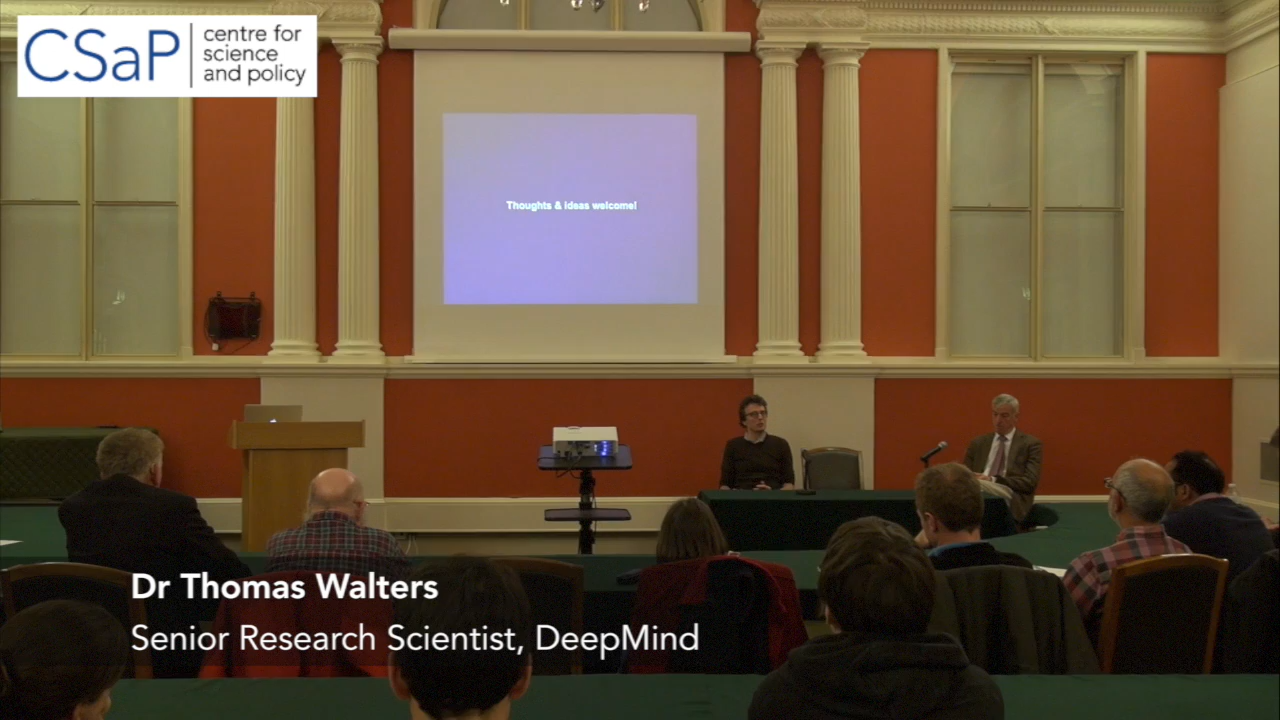 CSaP
centre for
science
and policy
Thoughts & ideas welcome!
Dr Thomas Walters
Senior Research Scientist, DeepMind